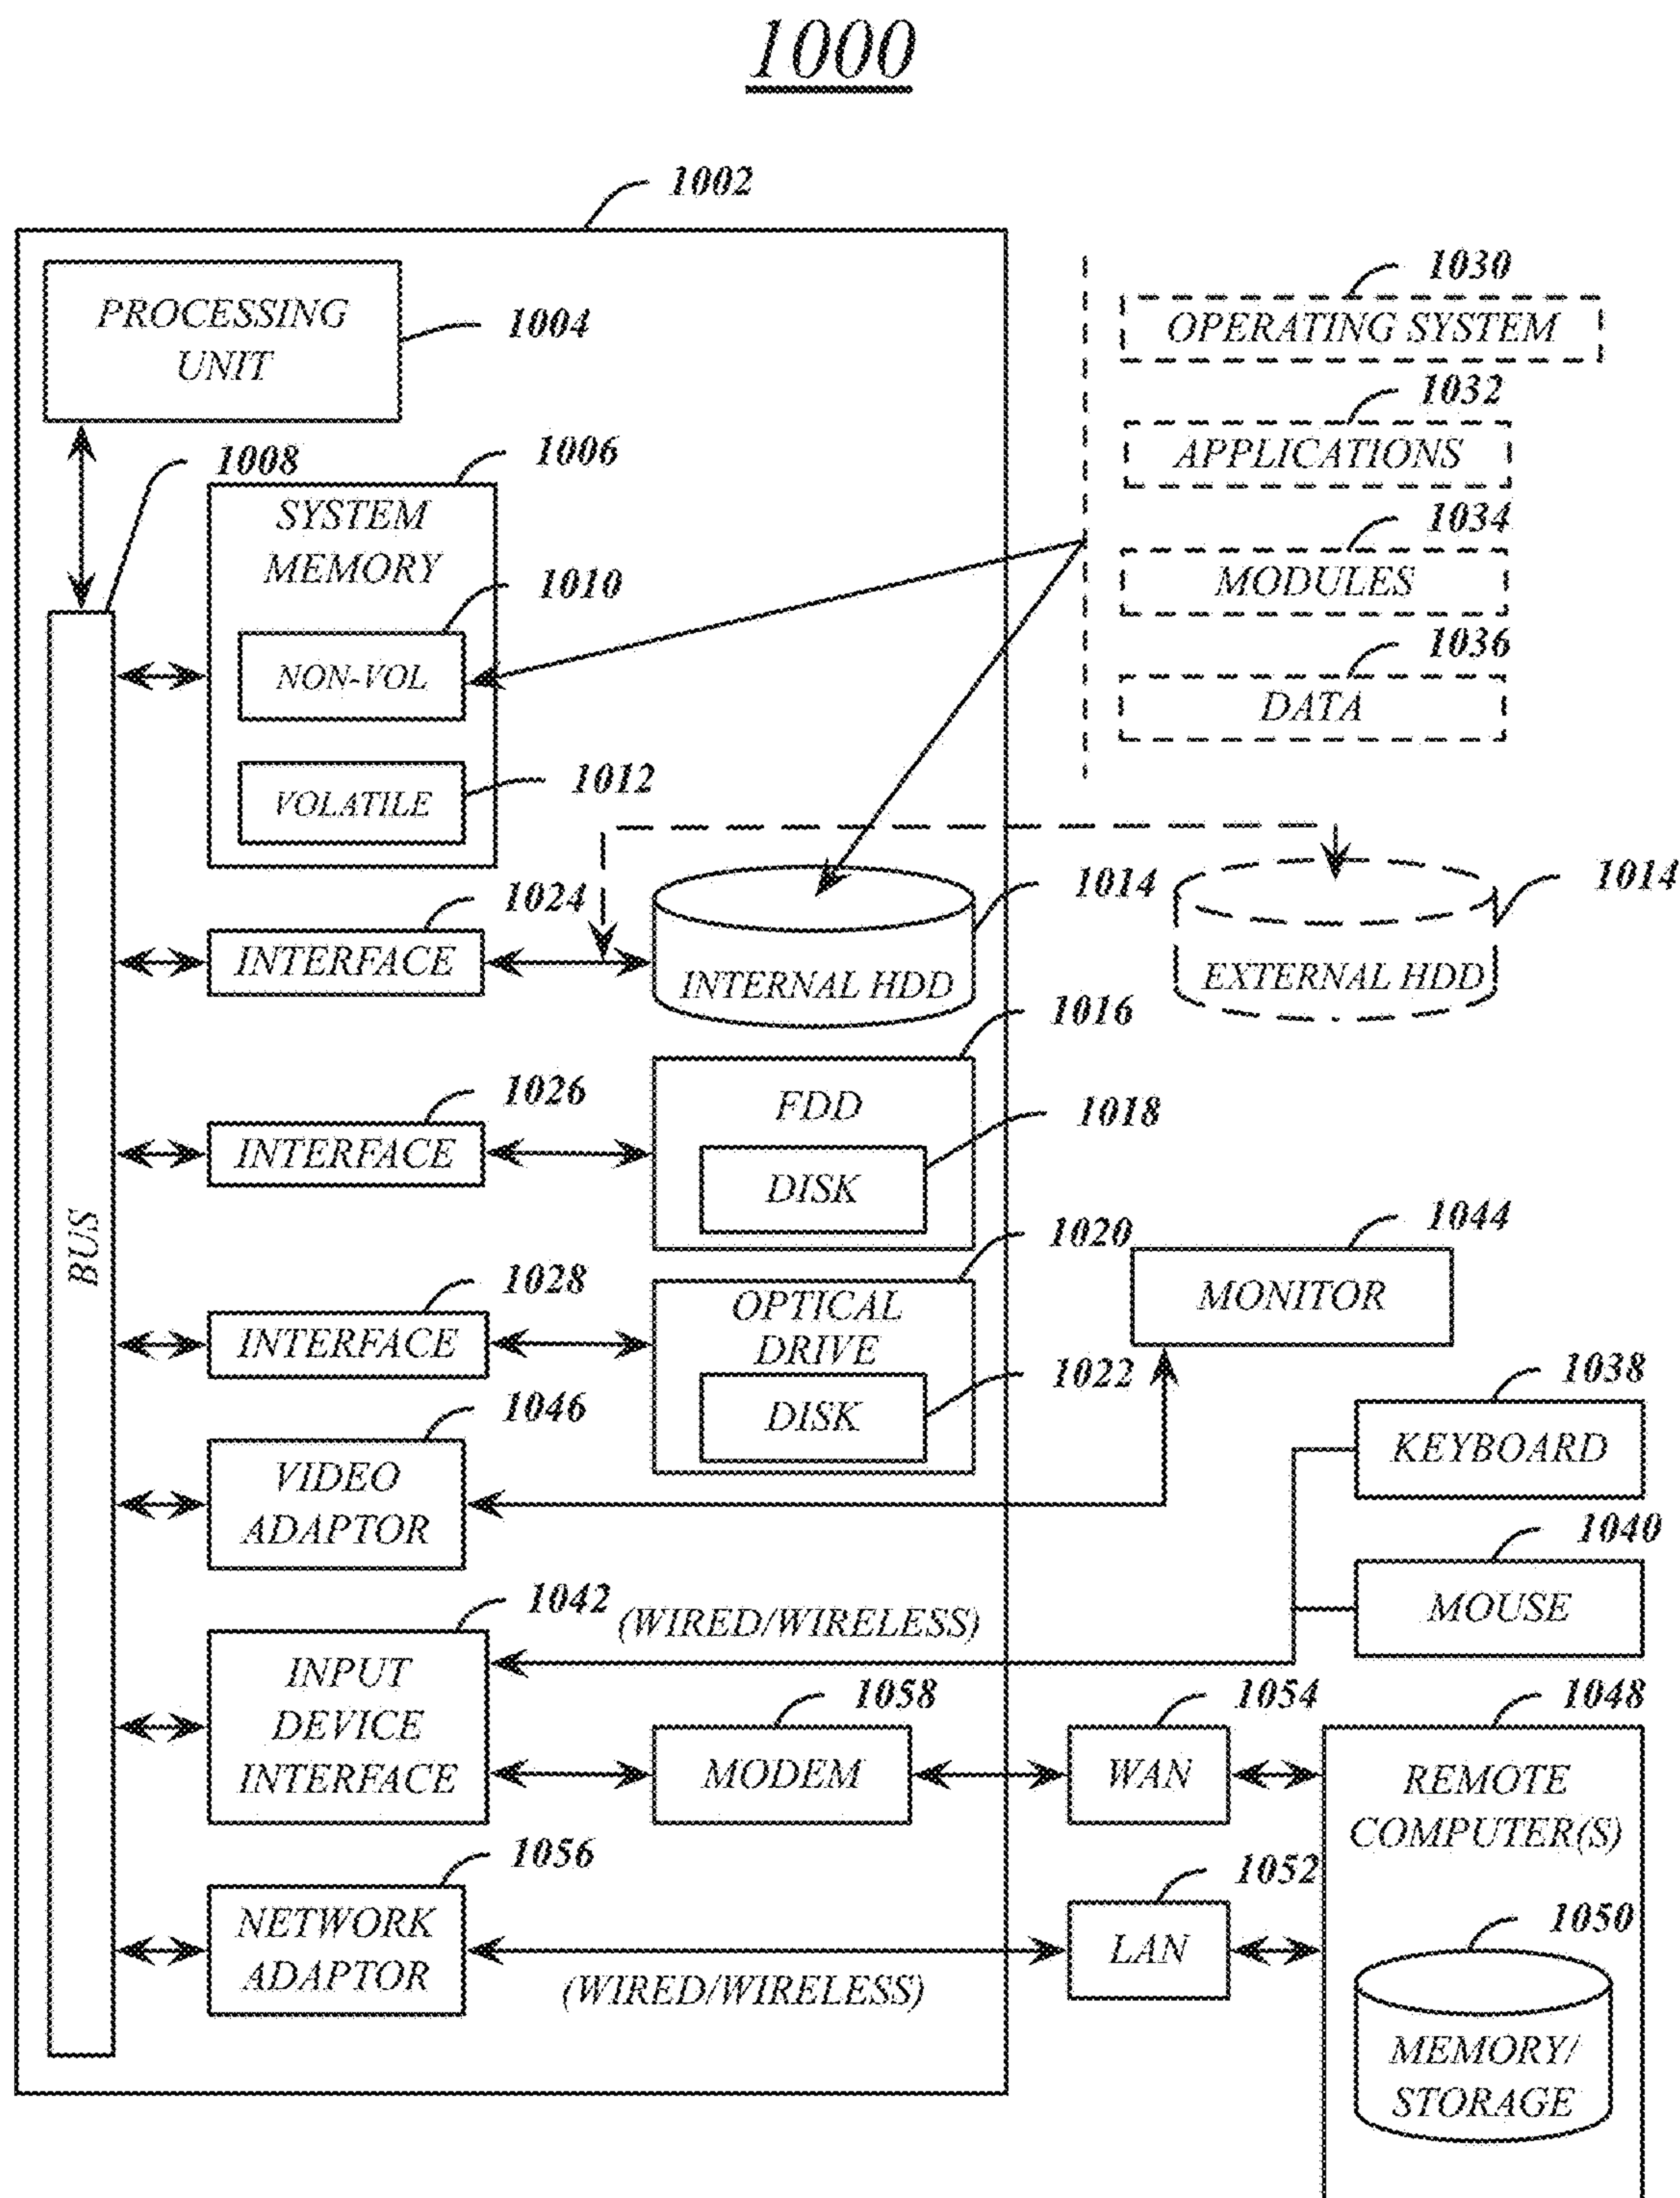 1000
1002
PROCESSING
UNIT
1004
1030
OPERATING SYSTEM
1032
APPLICATIONS
1034
MODULES
1036
DATA
1008
1006
SYSTEM
MEMORY
1010
NON-VOL
1012
VOLATILE
BUS
1024
INTERFACE
1014
INTERNAL HDD
1014
EXTERNAL HDD
1026
INTERFACE
1016
FDD
1018
DISK
1028
INTERFACE
1020
OPTICAL
DRIVE
1022
DISK
1044
MONITOR
1046
VIDEO
ADAPTOR
1038
KEYBOARD
1040
MOUSE
1042
INPUT
DEVICE
INTERFACE
(WIRED/WIRELESS)
1058
MODEM
1054
WAN
1048
REMOTE
COMPUTER(S)
1056
NETWORK
ADAPTOR
(WIRED/WIRELESS)
1052
LAN
1050
MEMORY/
STORAGE